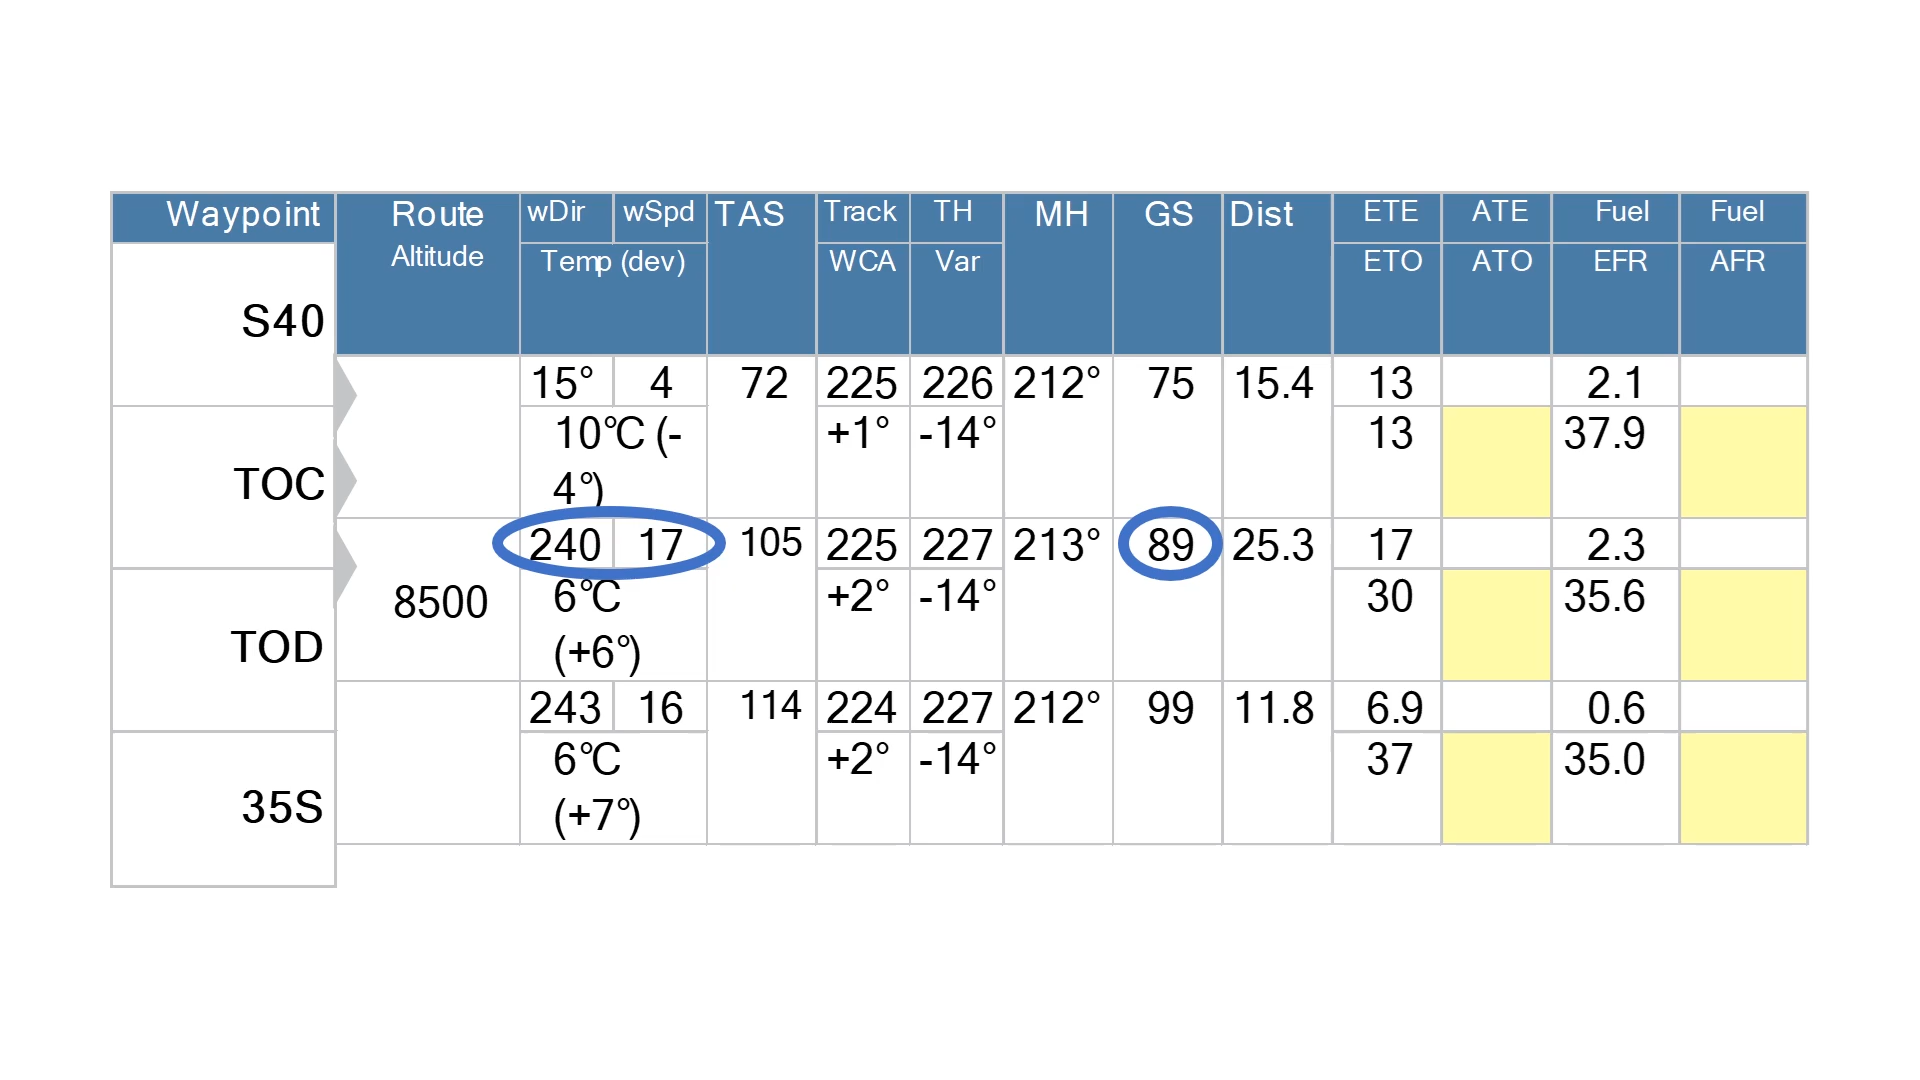 Waypoint Route wDir wSpd TAS Track TH MH GS Dist ETE ATE Fuel Fuel
Altitude Temp (dev) WCA Var ETO ATO EFR AFR
S40
15° 4 72 225 226 212° 75 15.4 13 2.1
10°C (- +1° -14° 13 37.9
4°)
TOC
240 17 105 225 227 213° 89 25.3 17 2.3
8500 6°C +2° -14° 30 35.6
(+6°)
TOD
243 16 114 224 227 212° 99 11.8 6.9 0.6
6°C +2° -14° 37 35.0
(+7°)
35S